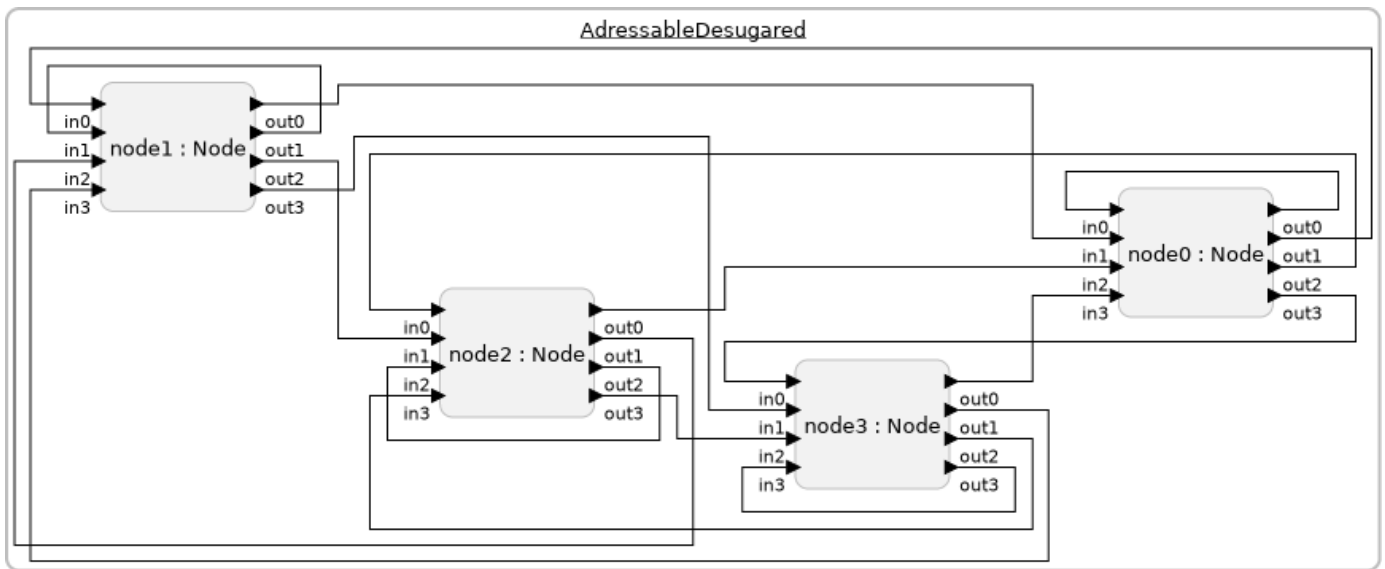 AdressableDesugared
in0
in1
in2
in3
node1 : Node
out0
out1
out2
out3
in0
in1
in2
in3
node0 : Node
out0
out1
out2
out3
in0
in1
in2
in3
node2 : Node
out0
out1
out2
out3
in0
in1
in2
in3
node3 : Node
out0
out1
out2
out3